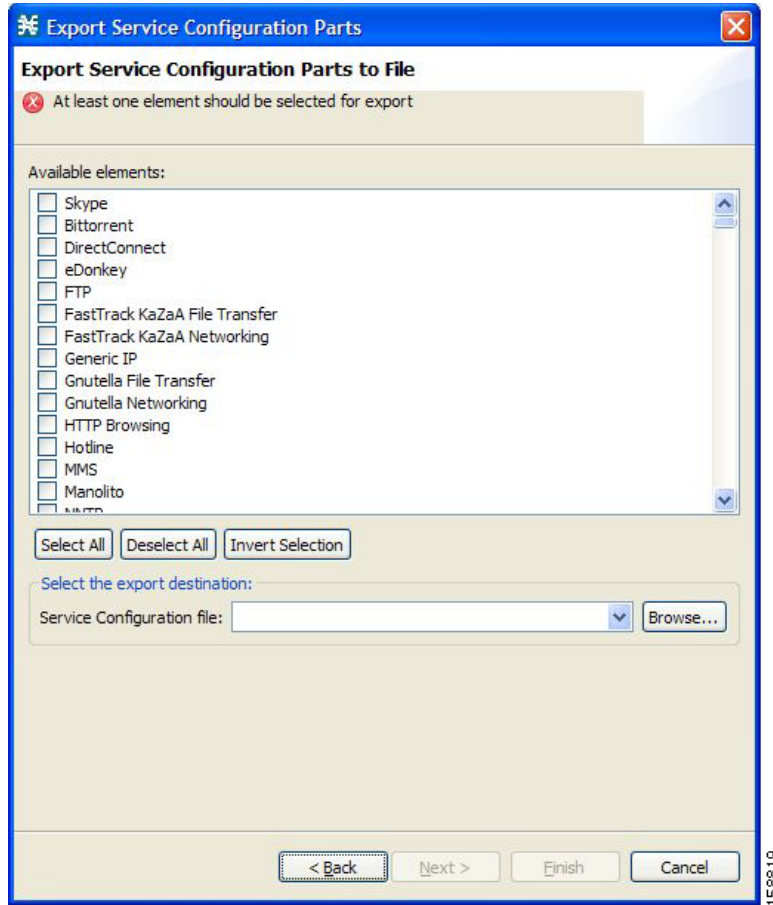 Export Service Configuration Parts
Export Service Configuration Parts to File
At least one element should be selected for export
Available elements:
Skype
Bittorrent
DirectConnect
eDonkey
FTP
FastTrack KaZaA File Transfer
FastTrack KaZaA Networking
Generic IP
Gnutella File Transfer
Gnutella Networking
HTTP Browsing
Hotline
MMS
Manolito
NNTP
Select All Deselect All Invert Selection
Select the export destination:
Service Configuration file: Browse...
< Back Next > Finish Cancel
158819